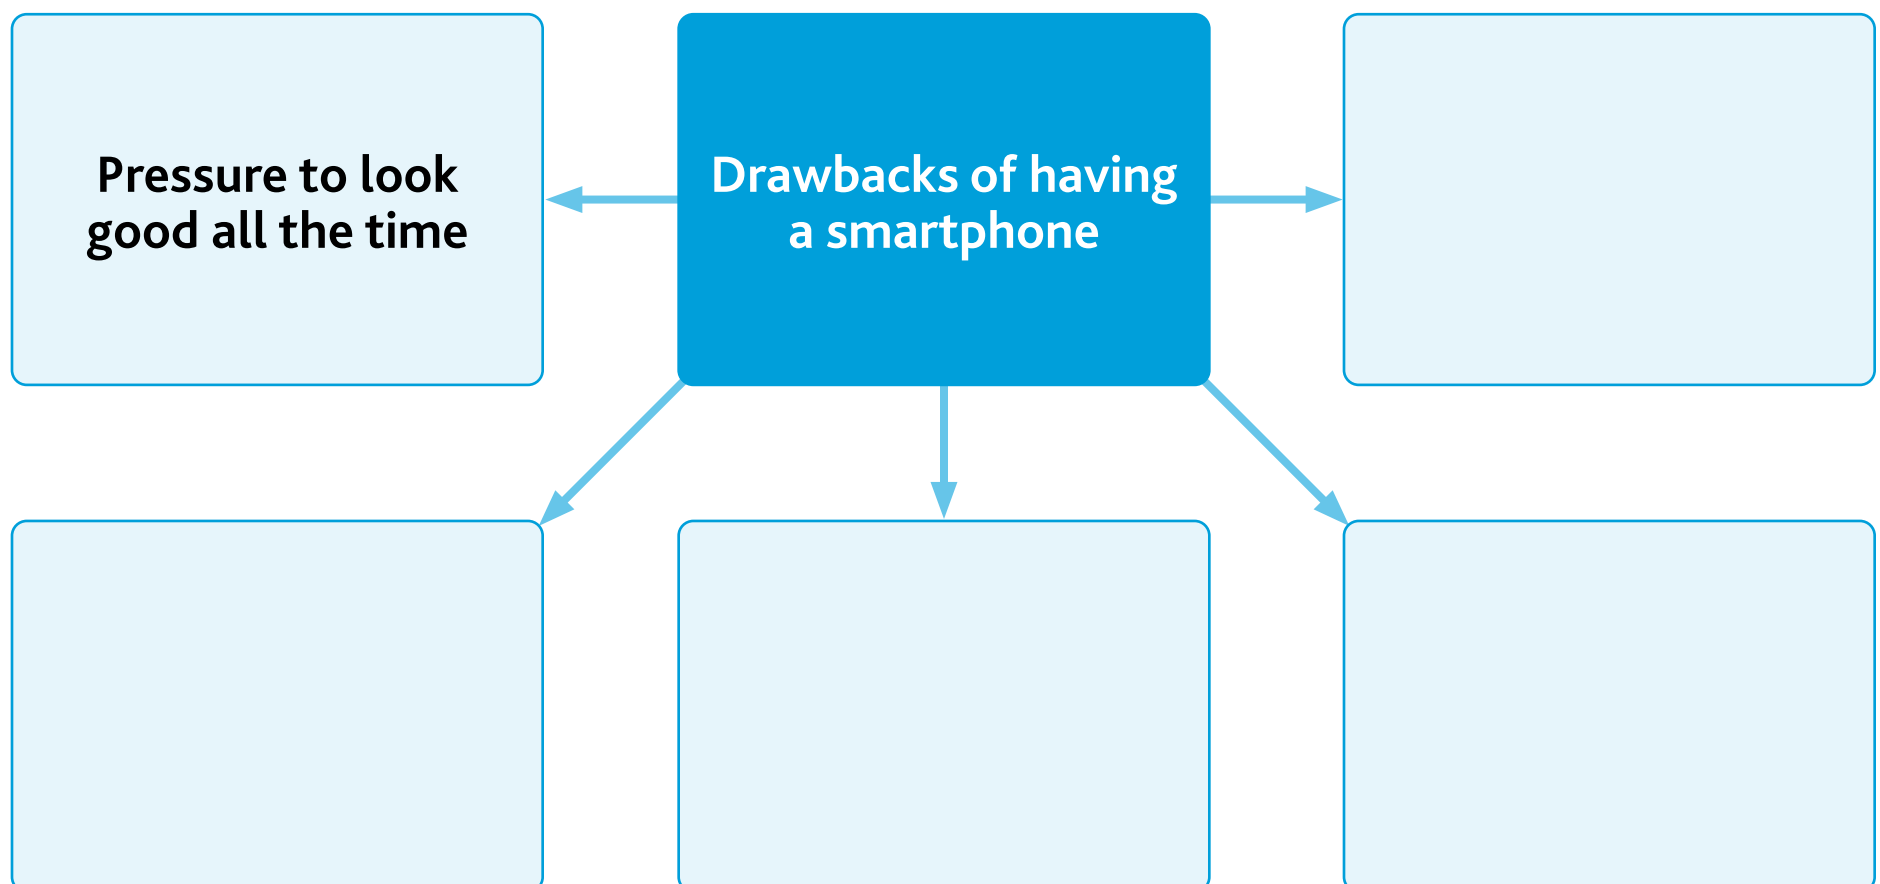 Pressure to look
good all the time
Drawbacks of having
a smartphone